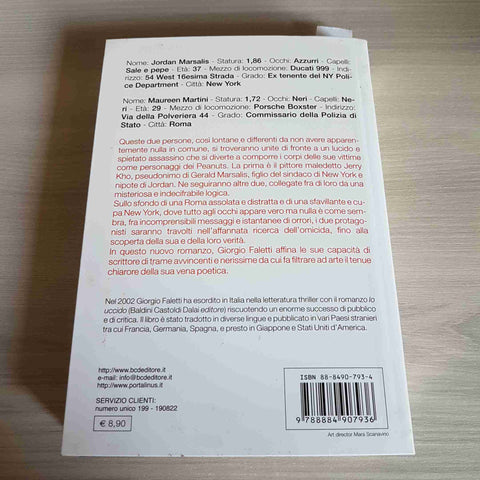 Nome: Jordan Marsalis - Statura: 1,86 - Occhi: Azzurri - Capelli:
Sale e pepe - Età: 37 - Mezzo di locomozione: Ducati 999 - Indi-
rizzo: 54 West 16esima Strada - Grado: Ex tenente del NY Poli-
ce Department - Città: New York
Nome: Maureen Martini - Statura: 1,72 - Occhi: Neri - Capelli: Ne-
ri - Età: 29 - Mezzo di locomozione: Porsche Boxster - Indirizzo:
Via della Polveriera 44 - Grado: Commissario della Polizia di
Stato - Città: Roma
Queste due persone, così lontane e differenti da non avere apparen-
temente nulla in comune, si troveranno unite di fronte a un lucido e
spietato assassino che si diverte a comporre i corpi delle sue vittime
come personaggi dei Peanuts. La prima è il pittore maledetto Jerry
Kho, pseudonimo di Gerald Marsalis, figlio del sindaco di New York e
nipote di Jordan. Ne seguiranno altre due, collegate fra di loro da una
misteriosa e indecifrabile logica.
Sullo sfondo di una Roma assolata e distratta e di una sfavillante e cu-
pa New York, dove tutto agli occhi appare vero ma nulla è come sem-
bra, fra incomprensibili messaggi e istantanee di orrori, i due protago-
nisti saranno travolti nell'affannata ricerca dell'omicida, fino alla
scoperta della sua e della loro verità.
In questo nuovo romanzo, Giorgio Faletti affina le sue capacità di
scrittore di trame avvincenti e nerissime da cui fa filtrare ad arte il tenue
chiarore della sua vena poetica.
Nel 2002 Giorgio Faletti ha esordito in Italia nella letteratura thriller con il romanzo Io
uccido (Baldini Castoldi Dalai editore) riscuotendo un enorme successo di pubblico
e di critica. Il libro è stato tradotto in diverse lingue e pubblicato in vari Paesi stranieri
tra cui Francia, Germania, Spagna, e presto in Giappone e Stati Uniti d'America.
http://www.bcdeditore.it
e-mail: info@bcdeditore.it
http://www.portalinus.it
SERVIZIO CLIENTI:
numero unico 199 - 190822
€ 8,90
ISBN 88-8490-793-4
9 788884 907936
Art director Mara Scanavino